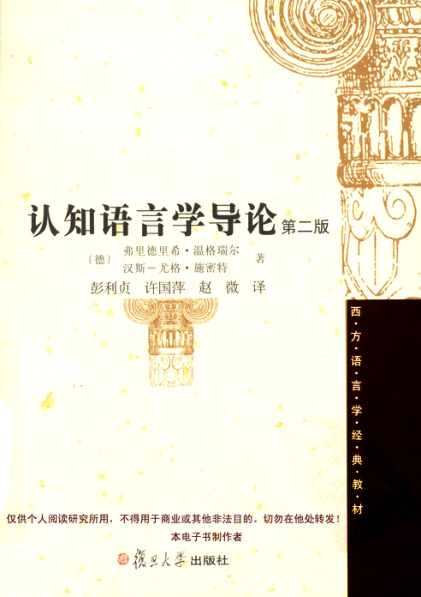 认知语言学导论 第二版
〔德〕 弗里德里希·温格瑞尔
汉斯－尤格·施密特 著
彭利贞 许国萍 赵微 译
西·方·语·言·学·经·典·教·材
仅供个人阅读研究所用，不得用于商业或其他非法目的。切勿在他处转发！
本电子书制作者
復旦大学出版社